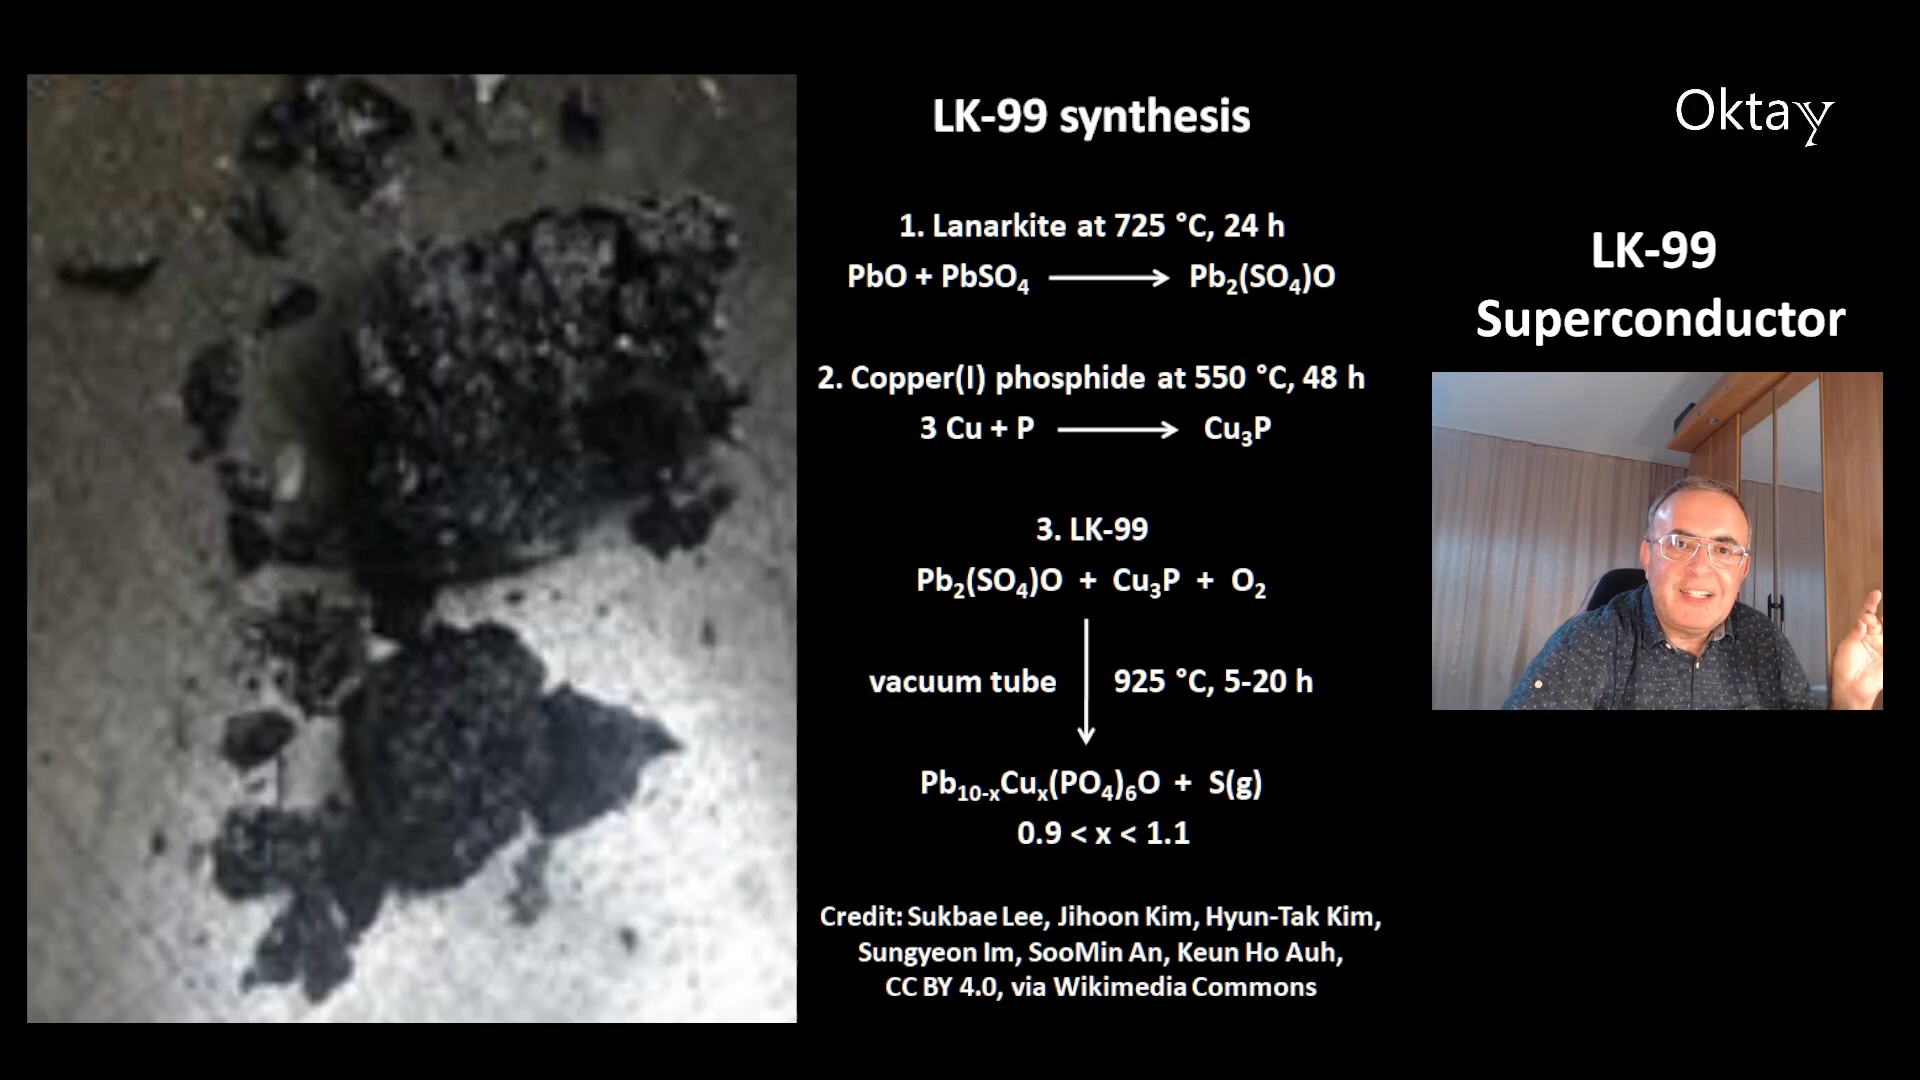 LK-99 synthesis
1. Lanarkite at 725 °C, 24 h
PbO + PbSO₄ ⟶ Pb₂(SO₄)O
2. Copper(I) phosphide at 550 °C, 48 h
3 Cu + P ⟶ Cu₃P
3. LK-99
Pb₂(SO₄)O + Cu₃P + O₂
vacuum tube 925 °C, 5-20 h
Pb₁₀₋ₓCuₓ(PO₄)₆O + S(g)
0.9 < x < 1.1
Credit: Sukbae Lee, Jihoon Kim, Hyun-Tak Kim,
Sungyeon Im, SooMin An, Keun Ho Auh,
CC BY 4.0, via Wikimedia Commons
Oktay
LK-99
Superconductor